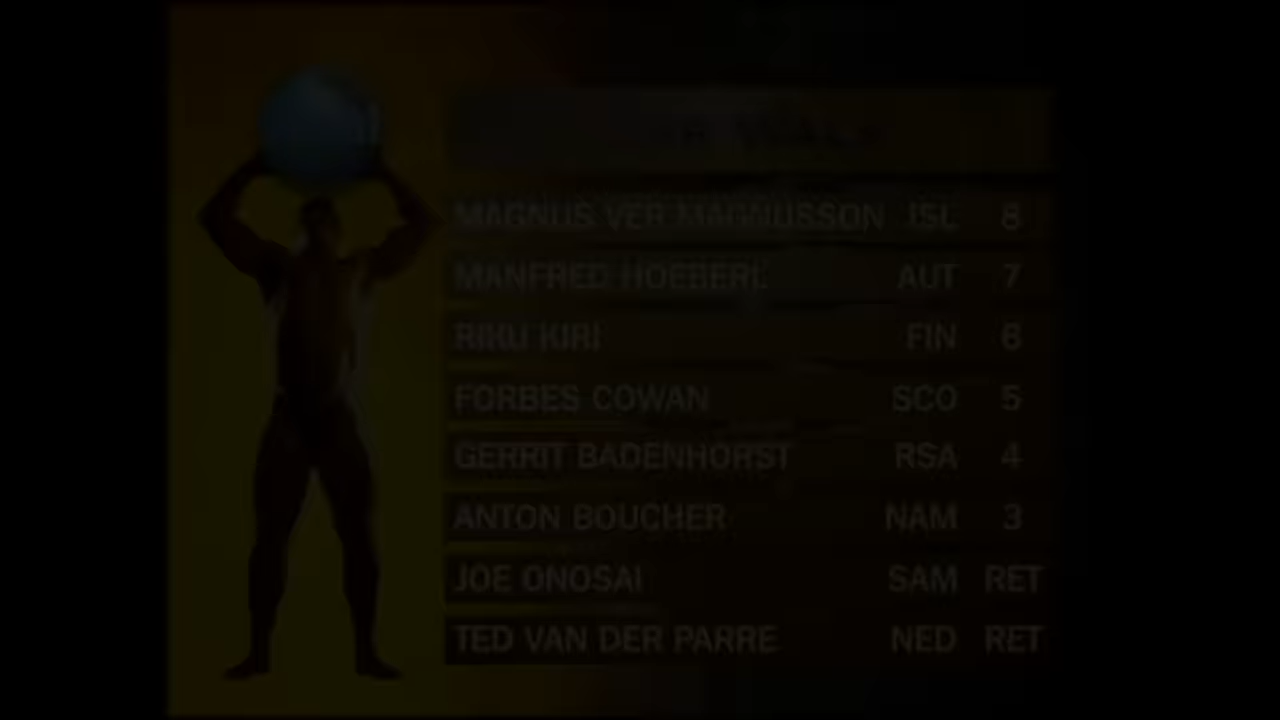 MAGNUS VER MAGNUSSON ISL 8
MANFRED HOEBERL AUT 7
RIKU KIRI FIN 6
FORBES COWAN SCO 5
GERRIT BADENHORST RSA 4
ANTON BOUCHER NAM 3
JOE ONOSAI SAM RET
TED VAN DER PARRE NED RET